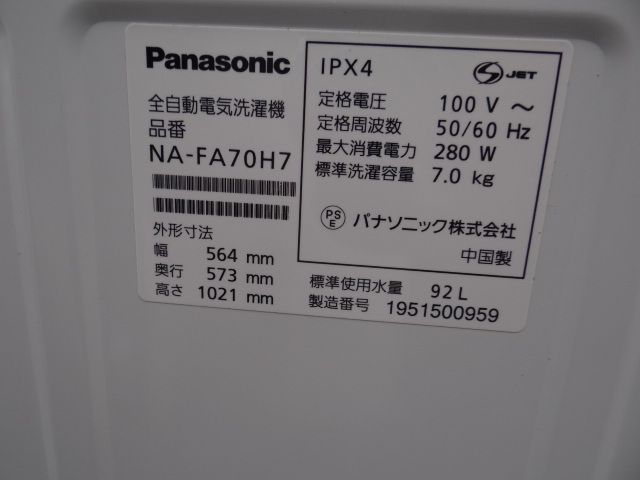 Panasonic
全自動電気洗濯機
品番
NA-FA70H7
外形寸法
幅 564 mm
奥行 573 mm
高さ 1021 mm
IPX4
S JET
定格電圧 100 V ~
定格周波数 50/60 Hz
最大消費電力 280 W
標準洗濯容量 7.0 kg
PS
E
パナソニック株式会社
中国製
標準使用水量 92 L
製造番号 1951500959